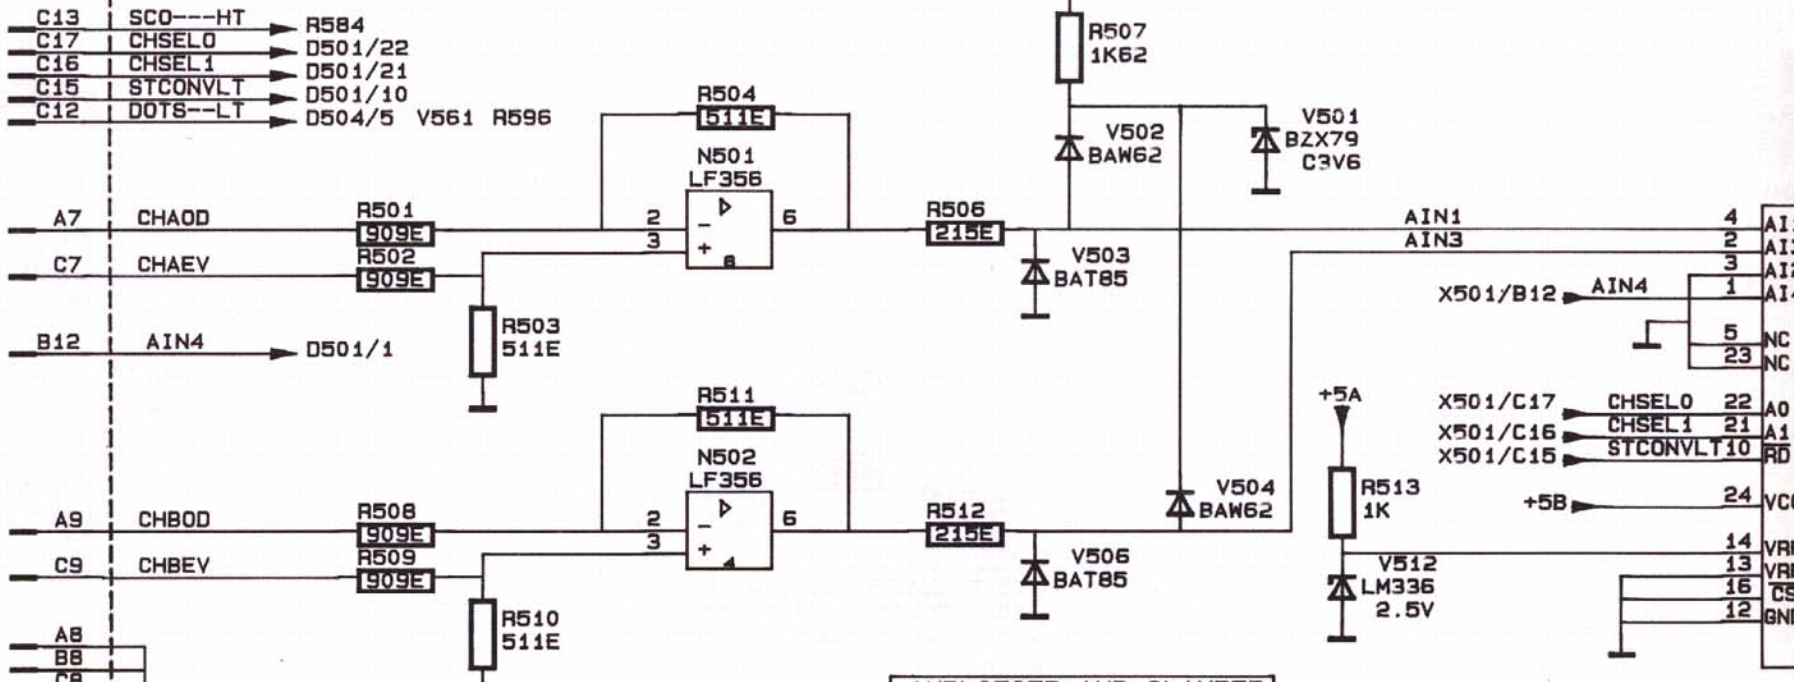 C13 SCO---HT R584
C17 CHSEL0 D501/22
C16 CHSEL1 D501/21
C15 STCONVLT D501/10
C12 DOTS--LT D504/5 V561 R596
R507
1K62
R504
511E
V502
BAW62
V501
BZX79
C3V6
N501
LF356
A7 CHAOD
R501
909E
2
-
3
+
6
8
R506
215E
AIN1 4
AIN3 2
C7 CHAEV
R502
909E
V503
BAT85
3
X501/B12 AIN4 1
R503
511E
B12 AIN4 D501/1
5 NC
23 NC
R511
511E
+5A
X501/C17 CHSEL0 22 A0
X501/C16 CHSEL1 21 A1
X501/C15 STCONVLT 10 RD
N502
LF356
V504
BAW62
R513
1K
+5B 24
A9 CHBOD
R508
909E
2
-
3
+
6
4
R512
215E
C9 CHBEV
R509
909E
V506
BAT85
14
13
16 CS
12
V512
LM336
2.5V
R510
511E
A8
B8
C8